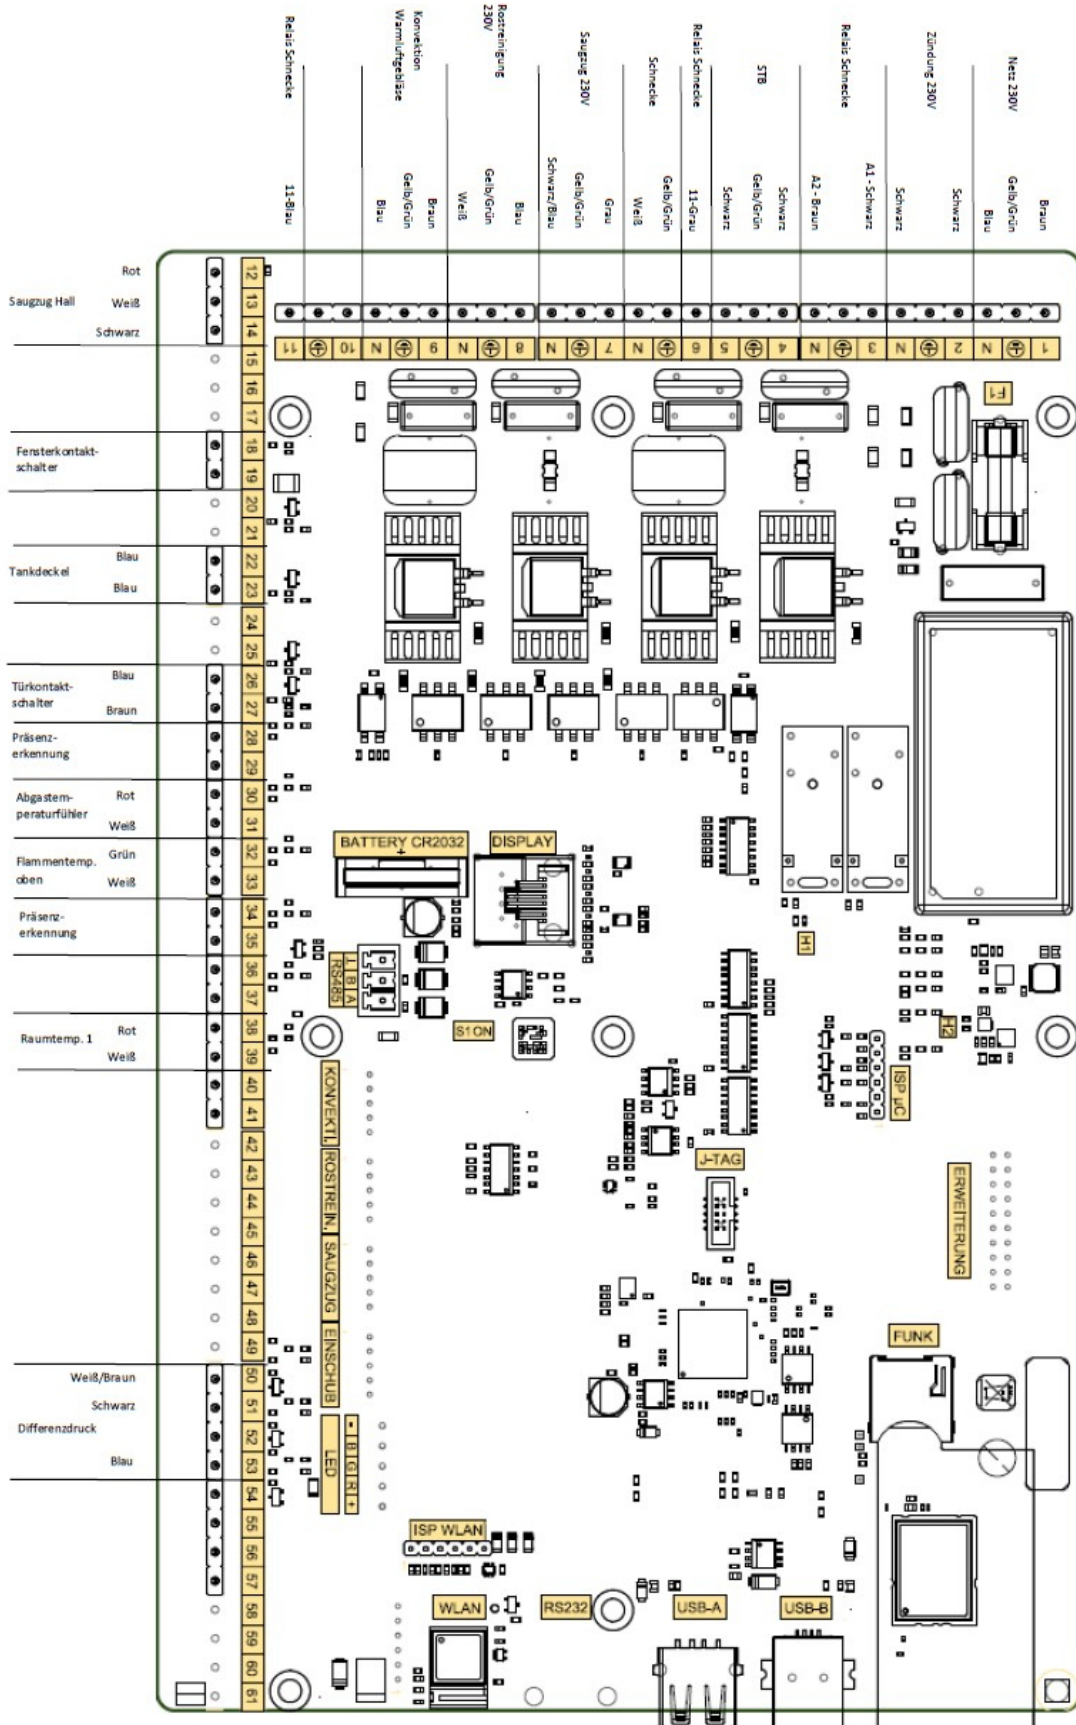 Relais Schnecke
Konvektion
Warmluftgebläse
Rostreinigung
230V
Saugzug 230V
Schnecke
Relais Schnecke
STB
Relais Schnecke
Zündung 230V
Netz 230V
11-Blau
Blau
Gelb/Grün
Braun
Weiß
Gelb/Grün
Blau
Schwarz/Blau
Gelb/Grün
Grau
Weiß
Gelb/Grün
11-Grau
Schwarz
Gelb/Grün
Schwarz
A2 - Braun
A1 - Schwarz
Schwarz
Schwarz
Blau
Gelb/Grün
Braun
11 10 N 9 N 8 N 7 N 6 5 4 N 3 N 2 N 1
F1
Saugzug Hall
Rot
Weiß
Schwarz
Fensterkontakt-
schalter
Tankdeckel
Blau
Blau
Türkontakt-
schalter
Blau
Braun
Präsenz-
erkennung
Abgastem-
peraturfühler
Rot
Weiß
Flammentemp.
oben
Grün
Weiß
Präsenz-
erkennung
Raumtemp. 1
Rot
Weiß
Differenzdruck
Weiß/Braun
Schwarz
Blau
12
13
14
15
16
17
18
19
20
21
22
23
24
25
26
27
28
29
30
31
32
33
34
35
36
37
38
39
40
41
42
43
44
45
46
47
48
49
50
51
52
53
54
55
56
57
58
59
60
61
BATTERY CR2032
+
DISPLAY
⊥ B A
RS485
S1 ON
H1
H2
ISP µC
KONVEKTI.
ROSTREIN.
SAUGZUG
EINSCHUB
LED
- B G R +
J-TAG
ERWEITERUNG
FUNK
ISP WLAN
WLAN
RS232
USB-A
USB-B